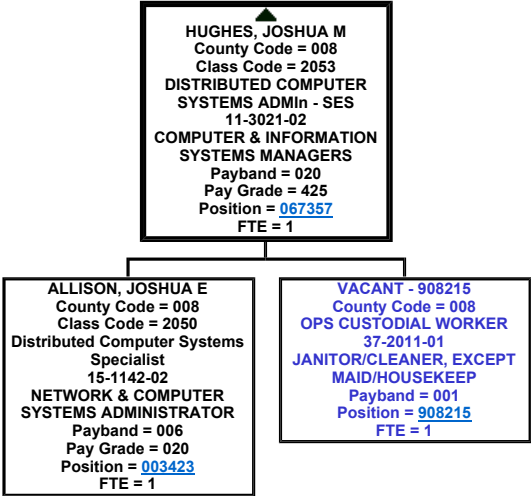 HUGHES, JOSHUA M
County Code = 008
Class Code = 2053
DISTRIBUTED COMPUTER
SYSTEMS ADMIn - SES
11-3021-02
COMPUTER & INFORMATION
SYSTEMS MANAGERS
Payband = 020
Pay Grade = 425
Position = 067357
FTE = 1
ALLISON, JOSHUA E
County Code = 008
Class Code = 2050
Distributed Computer Systems
Specialist
15-1142-02
NETWORK & COMPUTER
SYSTEMS ADMINISTRATOR
Payband = 006
Pay Grade = 020
Position = 003423
FTE = 1
VACANT - 908215
County Code = 008
OPS CUSTODIAL WORKER
37-2011-01
JANITOR/CLEANER, EXCEPT
MAID/HOUSEKEEP
Payband = 001
Position = 908215
FTE = 1